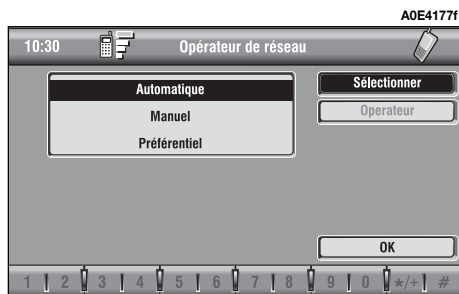 A0E4177f
10:30 Opérateur de réseau
Automatique
Manuel
Préférentiel
Sélectionner
Operateur
OK
1 2 3 4 5 6 7 8 9 0 */+ #